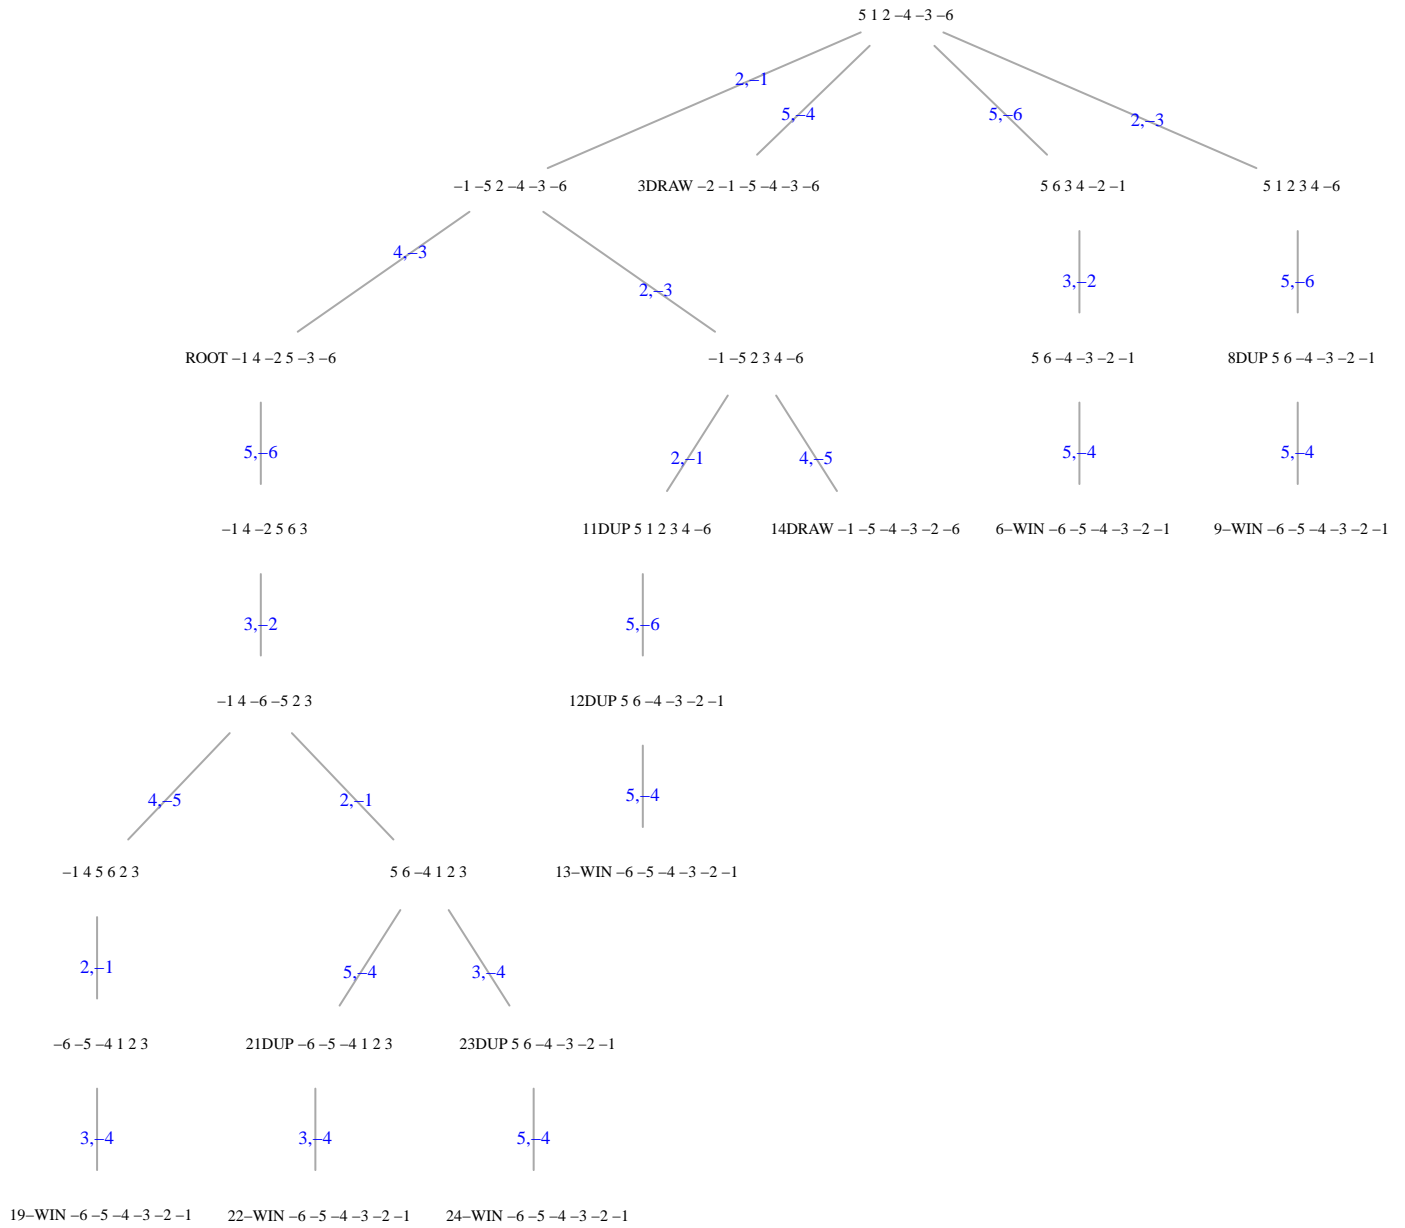 5 1 2 −4 −3 −6
2,−1
5,−4
5,−6
2,−3
−1 −5 2 −4 −3 −6
3DRAW −2 −1 −5 −4 −3 −6
5 6 3 4 −2 −1
5 1 2 3 4 −6
4,−3
2,−3
3,−2
5,−6
ROOT −1 4 −2 5 −3 −6
−1 −5 2 3 4 −6
5 6 −4 −3 −2 −1
8DUP 5 6 −4 −3 −2 −1
5,−6
2,−1
4,−5
5,−4
5,−4
−1 4 −2 5 6 3
11DUP 5 1 2 3 4 −6
14DRAW −1 −5 −4 −3 −2 −6
6−WIN −6 −5 −4 −3 −2 −1
9−WIN −6 −5 −4 −3 −2 −1
3,−2
5,−6
−1 4 −6 −5 2 3
12DUP 5 6 −4 −3 −2 −1
4,−5
2,−1
5,−4
−1 4 5 6 2 3
5 6 −4 1 2 3
13−WIN −6 −5 −4 −3 −2 −1
2,−1
5,−4
3,−4
−6 −5 −4 1 2 3
21DUP −6 −5 −4 1 2 3
23DUP 5 6 −4 −3 −2 −1
3,−4
3,−4
5,−4
19−WIN −6 −5 −4 −3 −2 −1
22−WIN −6 −5 −4 −3 −2 −1
24−WIN −6 −5 −4 −3 −2 −1